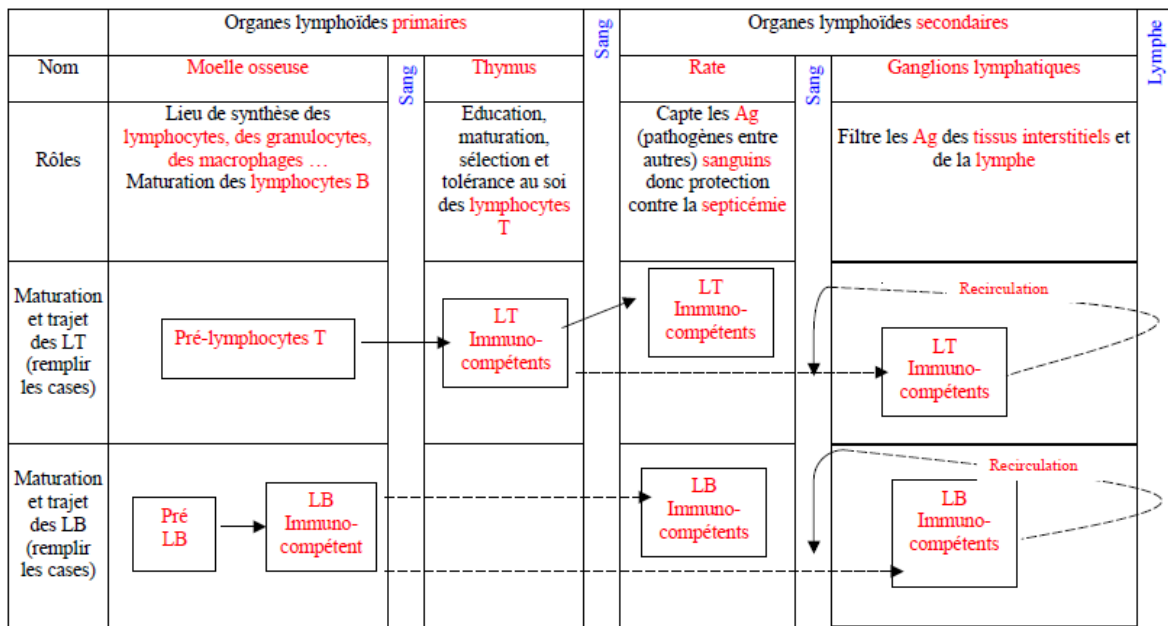 Organes lymphoïdes primaires
Sang
Organes lymphoïdes secondaires
Lymphe
Nom
Moelle osseuse
Sang
Thymus
Rate
Sang
Ganglions lymphatiques
Rôles
Lieu de synthèse des
lymphocytes, des granulocytes,
des macrophages …
Maturation des lymphocytes B
Education,
maturation,
sélection et
tolérance au soi
des lymphocytes
T
Capte les Ag
(pathogènes entre
autres) sanguins
donc protection
contre la septicémie
Filtre les Ag des tissus interstitiels et
de la lymphe
Maturation
et trajet
des LT
(remplir
les cases)
Pré-lymphocytes T
LT
Immuno-
compétents
LT
Immuno-
compétents
Recirculation
LT
Immuno-
compétents
Maturation
et trajet
des LB
(remplir
les cases)
Pré
LB
LB
Immuno-
compétent
LB
Immuno-
compétents
Recirculation
LB
Immuno-
compétents